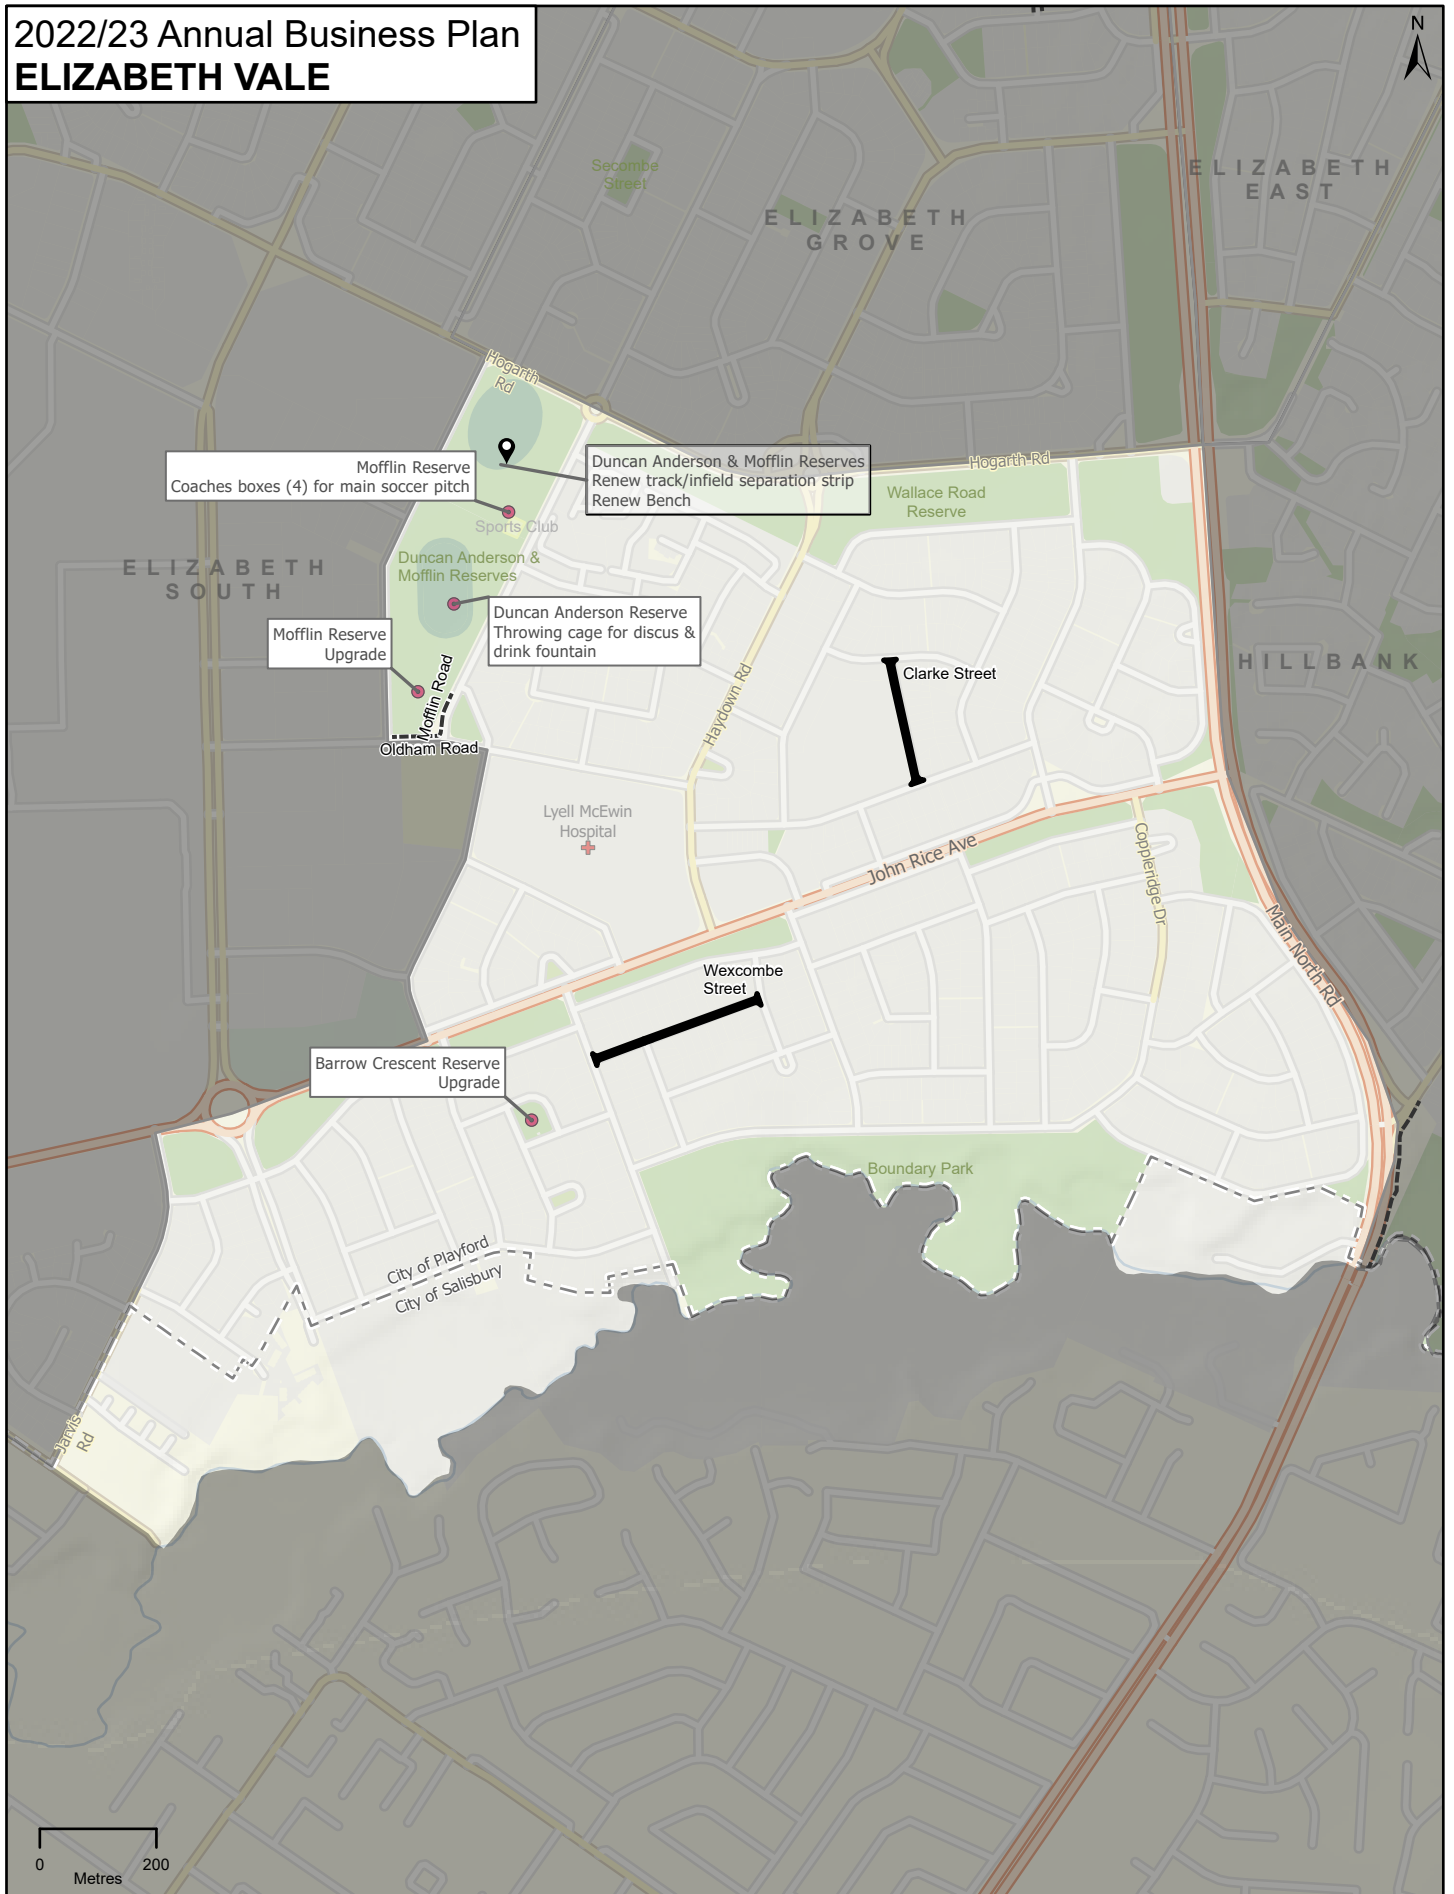 2022/23 Annual Business Plan
ELIZABETH VALE
N
Secombe
Street
ELIZABETH
GROVE
ELIZABETH
EAST
Hogarth
Rd
Mofflin Reserve
Coaches boxes (4) for main soccer pitch
Duncan Anderson & Mofflin Reserves
Renew track/infield separation strip
Renew Bench
Hogarth Rd
Wallace Road
Reserve
Sports Club
Duncan Anderson &
Mofflin Reserves
ELIZABETH
SOUTH
Duncan Anderson Reserve
Throwing cage for discus &
drink fountain
Mofflin Reserve
Upgrade
Mofflin Road
Oldham Road
Haydown Rd
Clarke Street
HILLBANK
Lyell McEwin
Hospital
John Rice Ave
Coppleridge Dr
Main North Rd
Wexcombe
Street
Barrow Crescent Reserve
Upgrade
Boundary Park
City of Playford
City of Salisbury
Jarvis
Rd
0 200
Metres